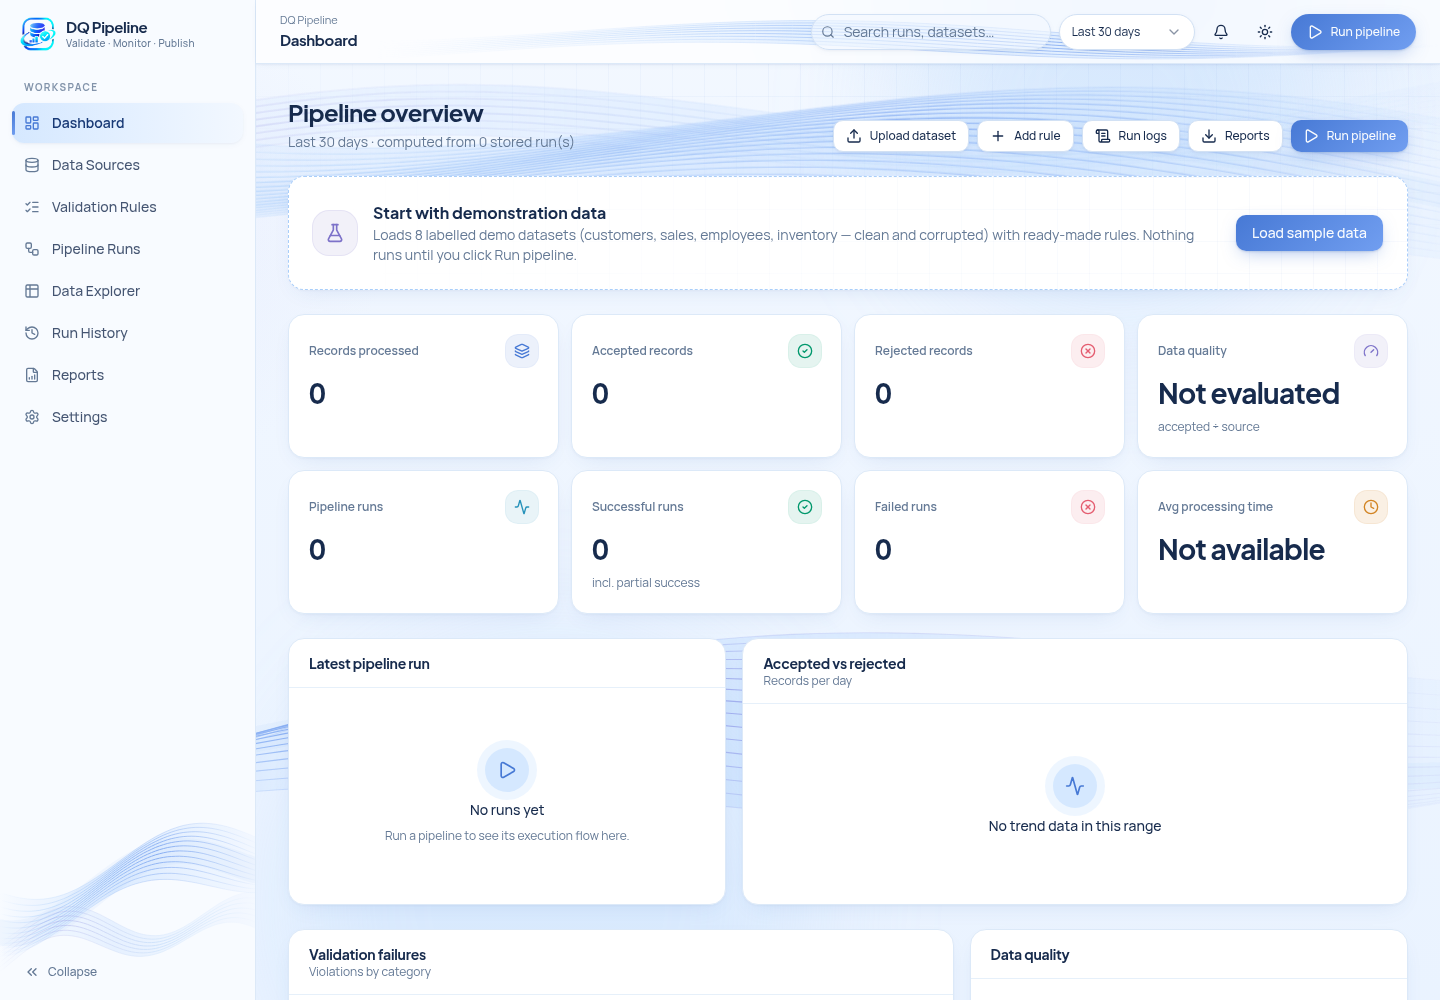 DQ Pipeline
Validate · Monitor · Publish
WORKSPACE
Dashboard
Data Sources
Validation Rules
Pipeline Runs
Data Explorer
Run History
Reports
Settings
Collapse
DQ Pipeline
Dashboard
Search runs, datasets...
Last 30 days
Run pipeline
Pipeline overview
Last 30 days · computed from 0 stored run(s)
Upload dataset
Add rule
Run logs
Reports
Run pipeline
Start with demonstration data
Loads 8 labelled demo datasets (customers, sales, employees, inventory — clean and corrupted) with ready-made rules. Nothing
runs until you click Run pipeline.
Load sample data
Records processed
0
Accepted records
0
Rejected records
0
Data quality
Not evaluated
accepted ÷ source
Pipeline runs
0
Successful runs
0
incl. partial success
Failed runs
0
Avg processing time
Not available
Latest pipeline run
No runs yet
Run a pipeline to see its execution flow here.
Accepted vs rejected
Records per day
No trend data in this range
Validation failures
Violations by category
Data quality